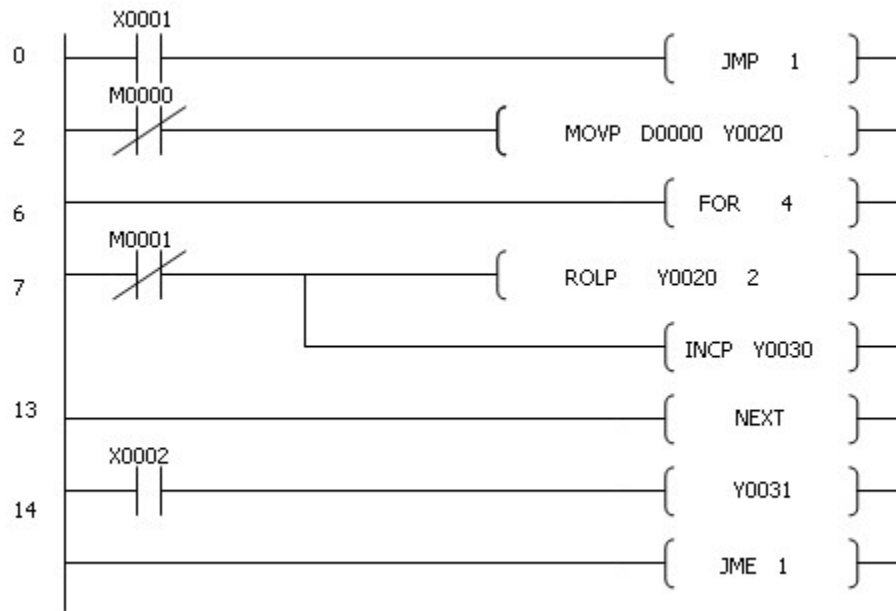 X0001
0 JMP 1
M0000
2 MOVP D0000 Y0020
6 FOR 4
M0001
7 ROLP Y0020 2
INCP Y0030
13 NEXT
X0002
14 Y0031
JME 1